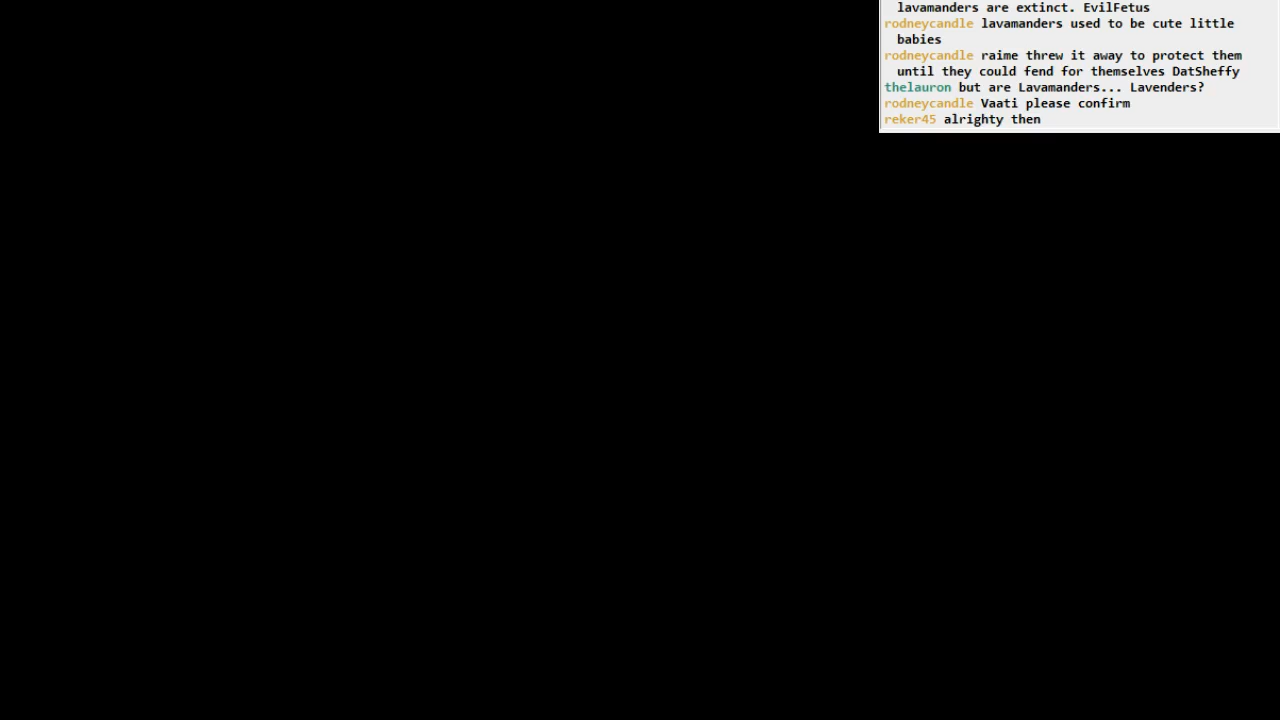 lavamanders are extinct. EvilFetus
rodneycandle lavamanders used to be cute little
babies
rodneycandle raime threw it away to protect them
until they could fend for themselves DatSheffy
thelauron but are Lavamanders... Lavenders?
rodneycandle Vaati please confirm
reker45 alrighty then